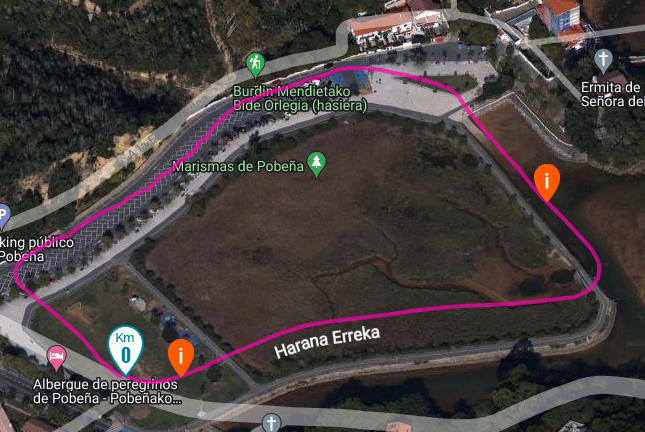 Burdin Mendietako
Bide Orlegia (hasiera)
Ermita de
Señora del
Marismas de Pobeña
P
king público
Pobeña
i
Km
0
i
Harana Erreka
Albergue de peregrinos
de Pobeña - Pobeñako...